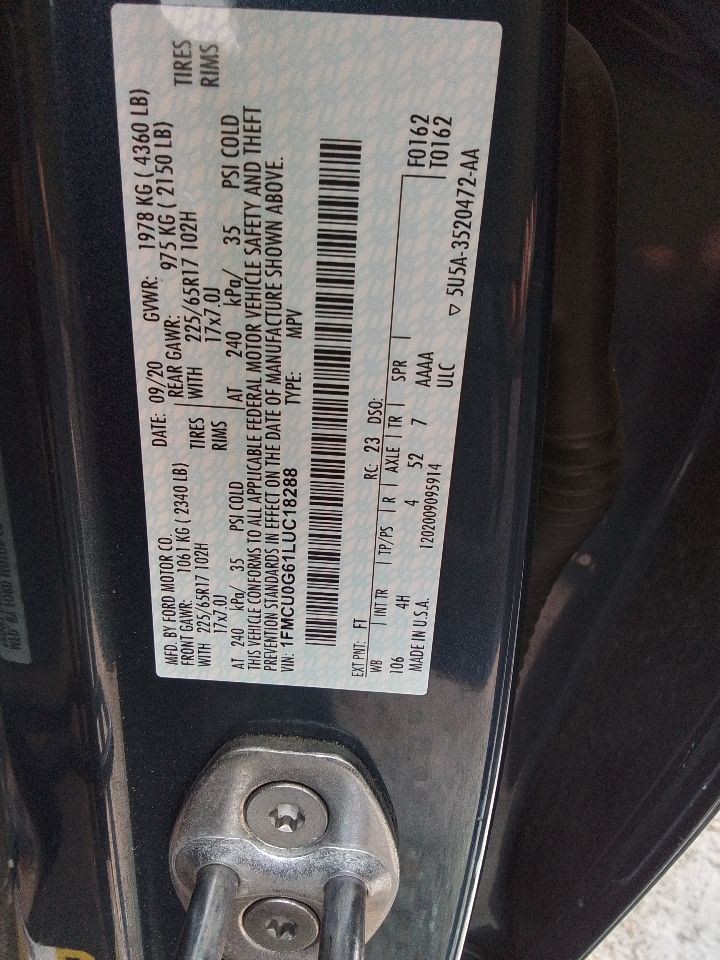 MFD. BY FORD MOTOR CO. DATE: 09/20 GVWR: 1978 KG ( 4360 LB)
FRONT GAWR: 1061 KG ( 2340 LB) REAR GAWR: 975 KG ( 2150 LB)
WITH 225/65R17 102H TIRES WITH 225/65R17 102H TIRES
17x7.0J RIMS 17x7.0J RIMS
AT 240 kPa/ 35 PSI COLD AT 240 kPa/ 35 PSI COLD
THIS VEHICLE CONFORMS TO ALL APPLICABLE FEDERAL MOTOR VEHICLE SAFETY AND THEFT
PREVENTION STANDARDS IN EFFECT ON THE DATE OF MANUFACTURE SHOWN ABOVE.
VIN: 1FMCU0G61LUC18288 TYPE: MPV
EXT PNT: FT RC: 23 DSO: F0162
WB INT TR TP/PS R AXLE TR SPR T0162
106 4H 4 52 7 AAAA
MADE IN U.S.A. 1202009095914 ULC ▽ 5U5A-3520472-AA